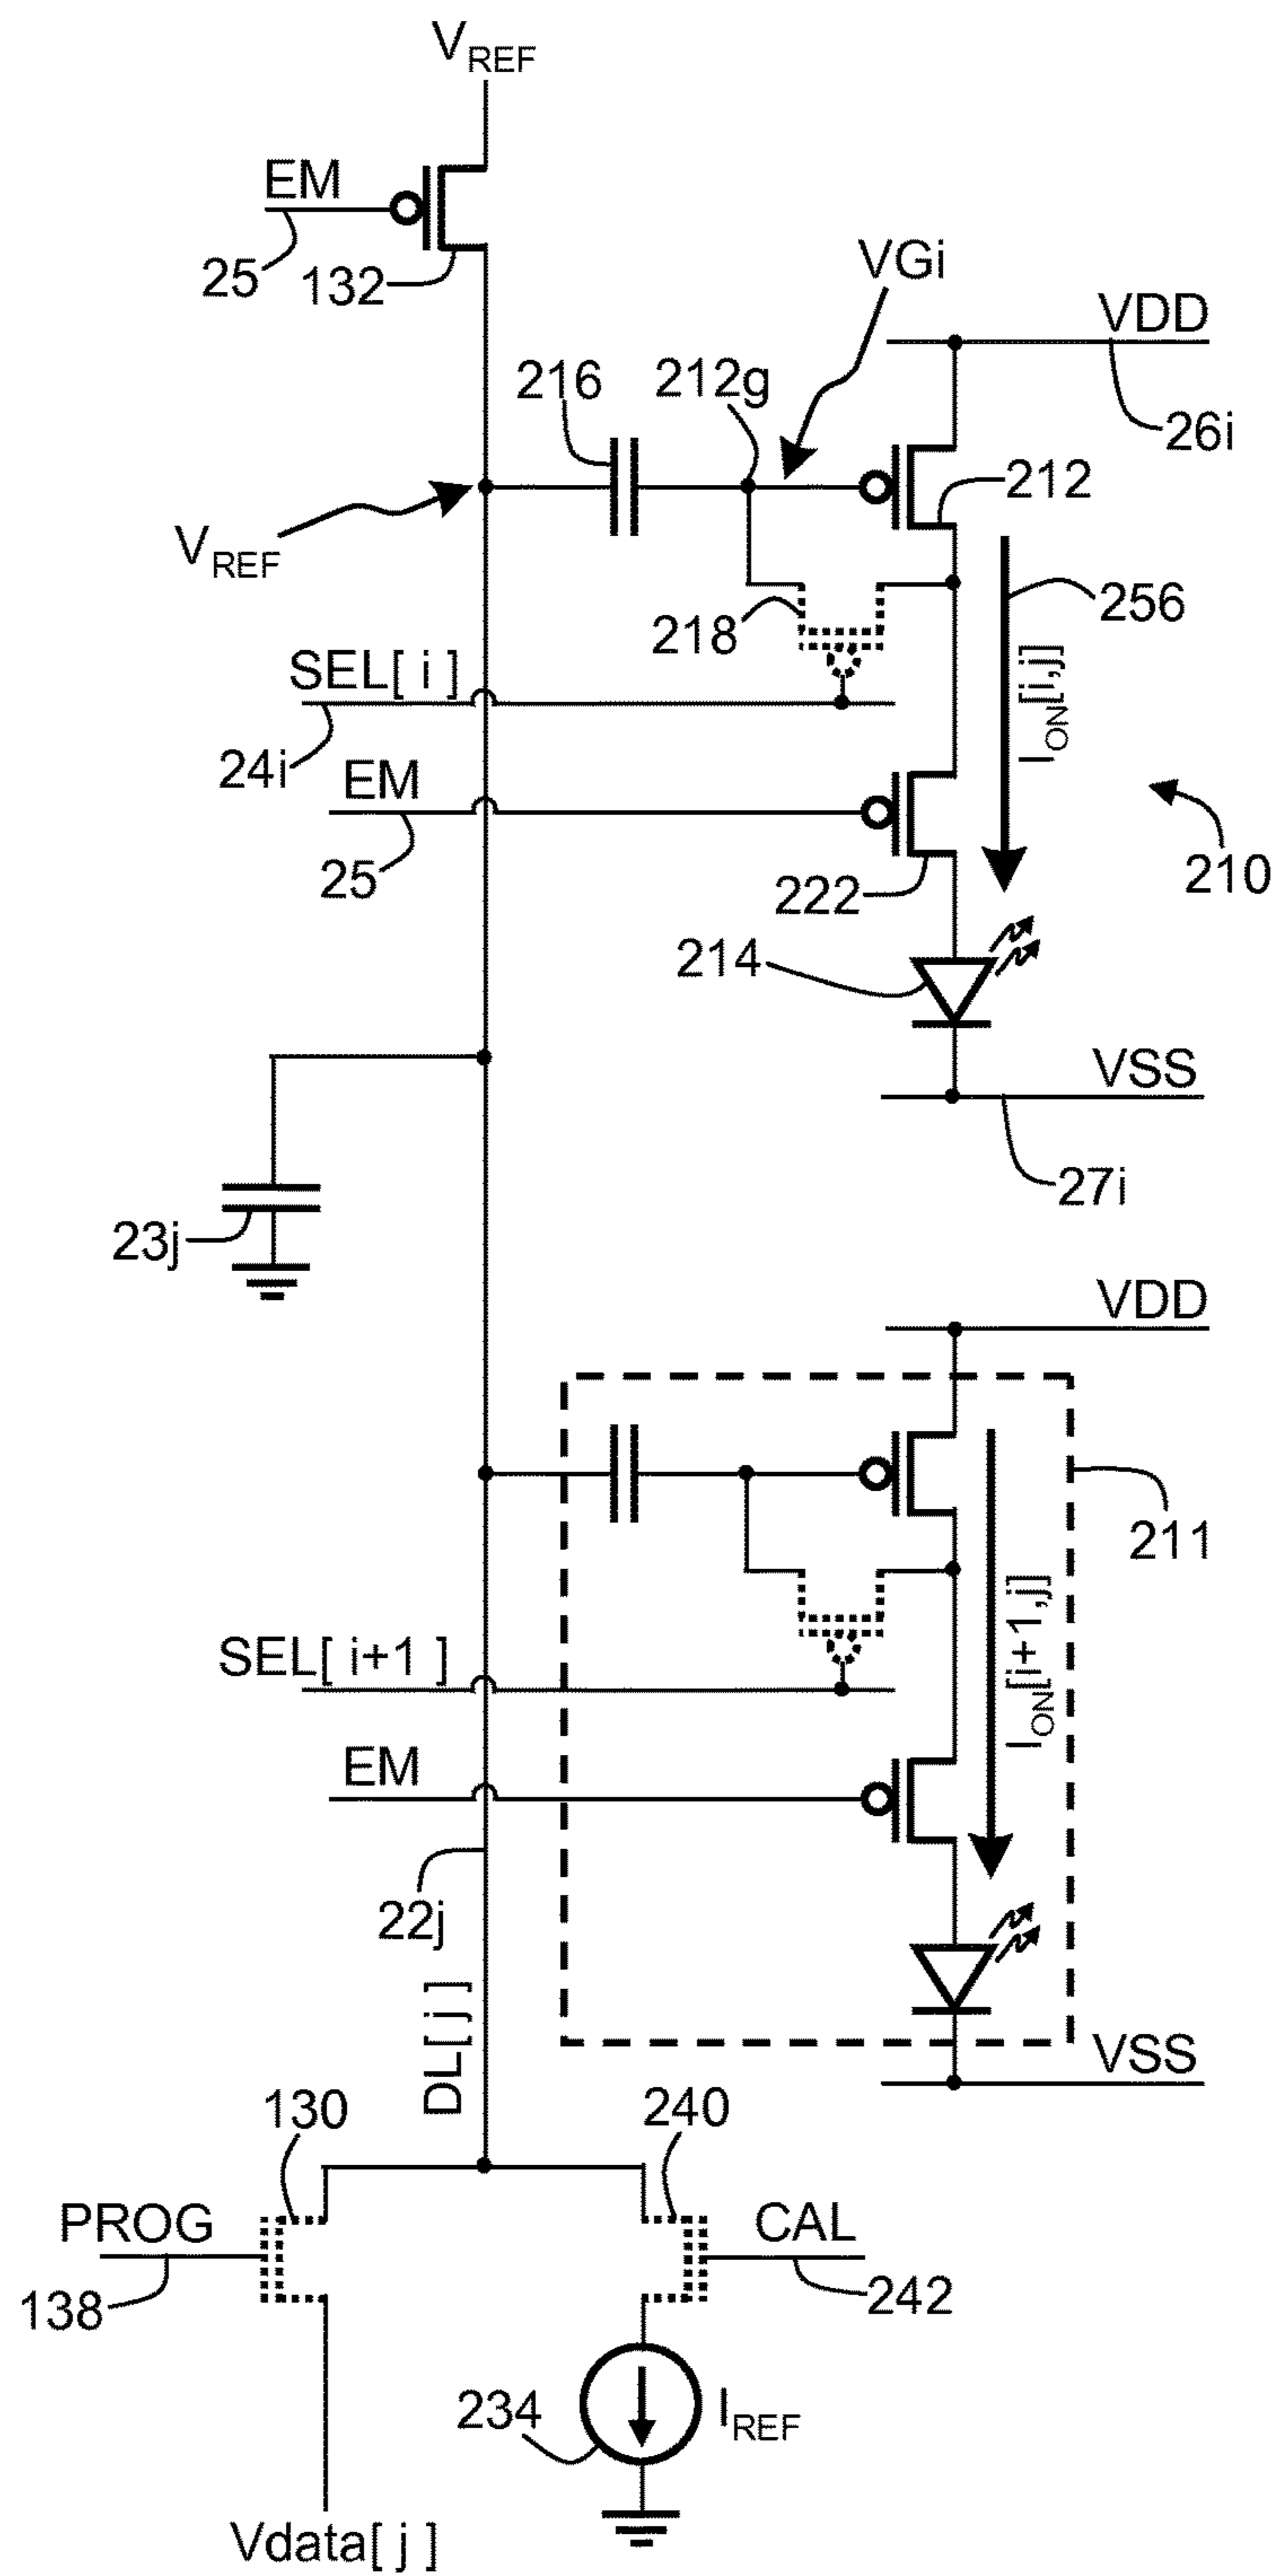 VREF
EM
25
132
VGi
VDD
216
212g
26i
212
VREF
218
256
SEL[ i ]
ION[i,j]
24i
EM
25
222
210
214
VSS
27i
23j
VDD
211
SEL[ i+1 ]
ION[i+1,j]
EM
22j
DL[ j ]
VSS
130
240
PROG
CAL
138
242
234
IREF
Vdata[ j ]